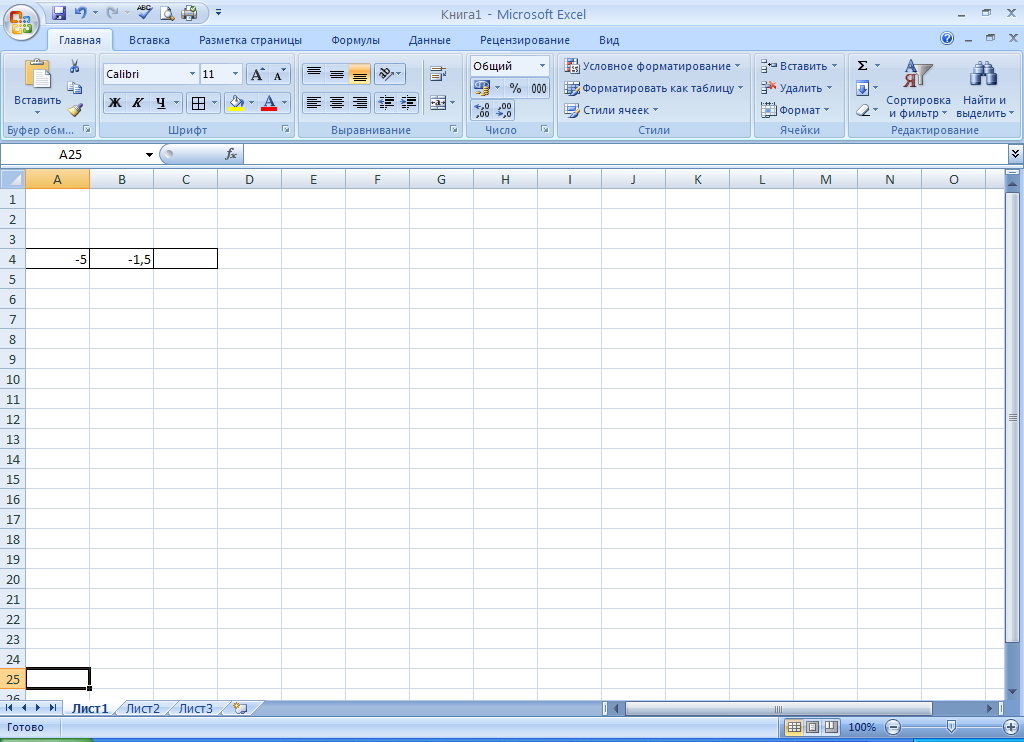 Книга1 - Microsoft Excel
Главная Вставка Разметка страницы Формулы Данные Рецензирование Вид
Вставить
Буфер обм...
Calibri 11
Ж К Ч
Шрифт
Выравнивание
Общий
% 000
Число
Условное форматирование
Форматировать как таблицу
Стили ячеек
Стили
Вставить
Удалить
Формат
Ячейки
Σ
Сортировка и фильтр
Найти и выделить
Редактирование
A25 fx
A B C D E F G H I J K L M N O
1
2
3
4 -5 -1,5
5
6
7
8
9
10
11
12
13
14
15
16
17
18
19
20
21
22
23
24
25
26
Лист1 Лист2 Лист3
Готово 100%